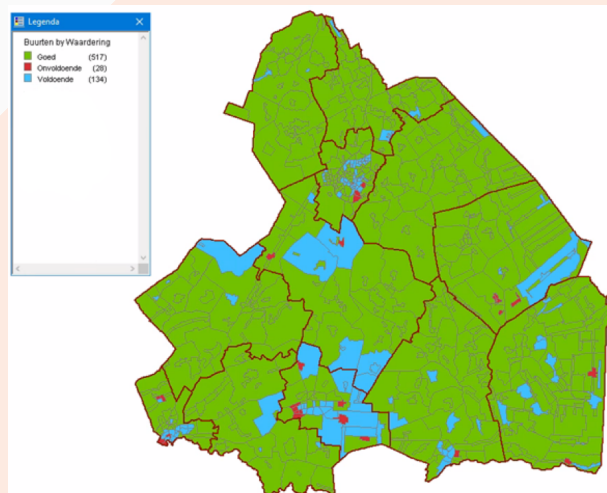 Legenda
Buurten by Waardering
Goed (517)
Onvoldoende (28)
Voldoende (134)